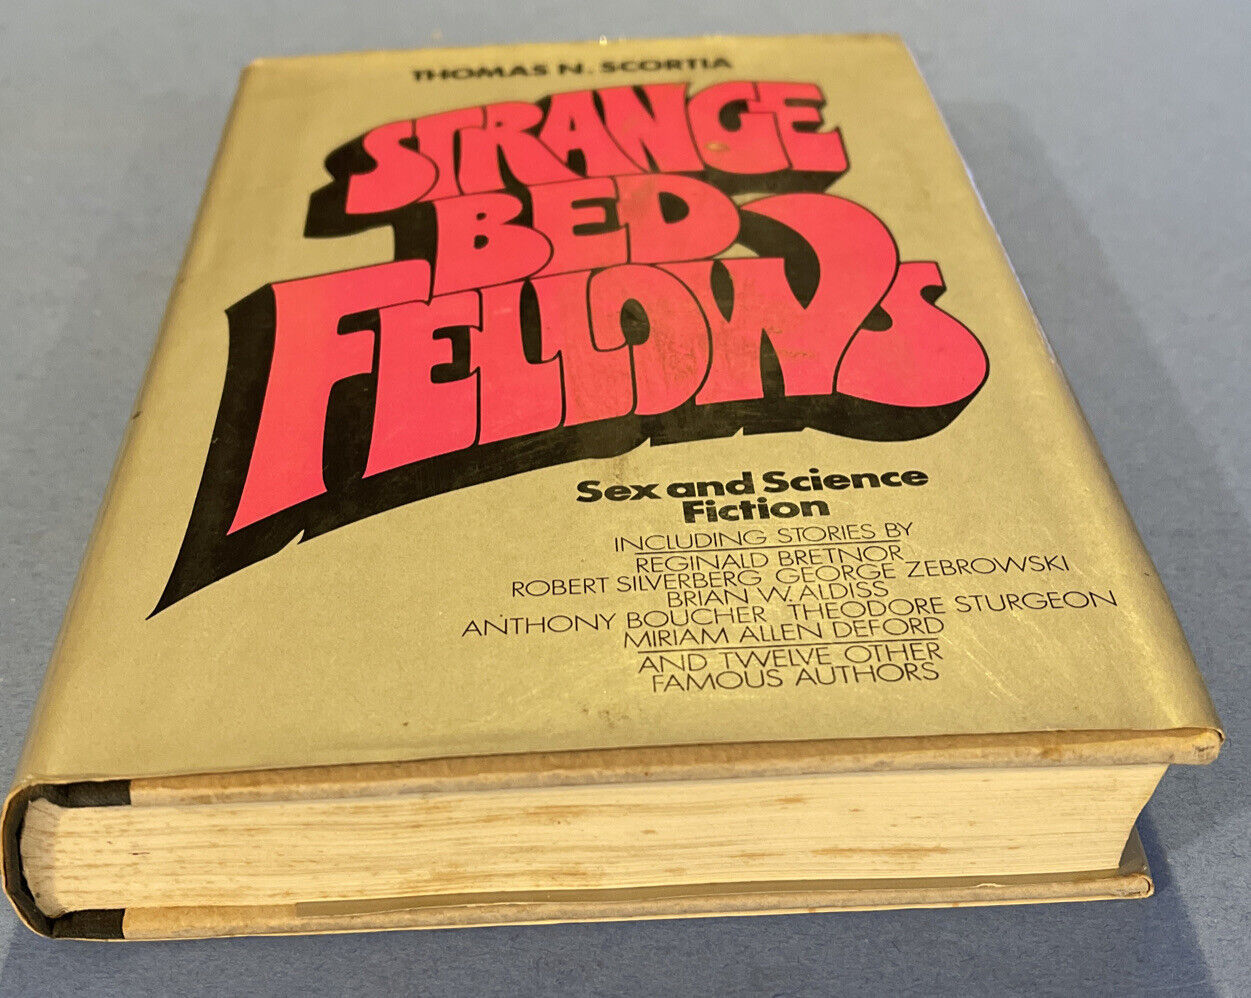 THOMAS N. SCORTIA
STRANGE
BED
FELLOWS
Sex and Science
Fiction
INCLUDING STORIES BY
REGINALD BRETNOR
ROBERT SILVERBERG GEORGE ZEBROWSKI
BRIAN W. ALDISS
ANTHONY BOUCHER THEODORE STURGEON
MIRIAM ALLEN DEFORD
AND TWELVE OTHER
FAMOUS AUTHORS